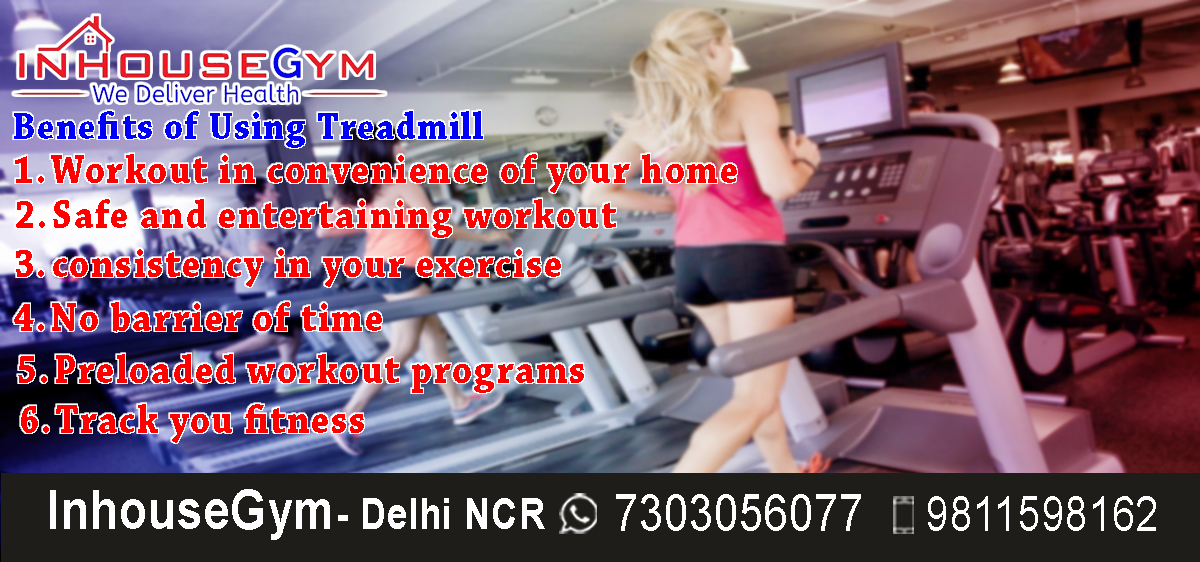 INHOUSEGYM
We Deliver Health
Benefits of Using Treadmill
1. Workout in convenience of your home
2. Safe and entertaining workout
3. consistency in your exercise
4. No barrier of time
5. Preloaded workout programs
6. Track you fitness
InhouseGym - Delhi NCR 7303056077 9811598162